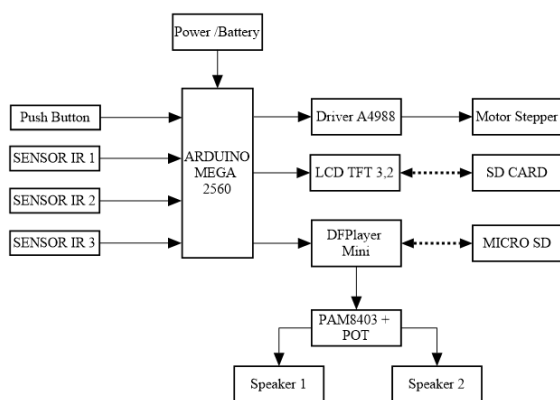 Power /Battery
Push Button
SENSOR IR 1
SENSOR IR 2
SENSOR IR 3
ARDUINO
MEGA
2560
Driver A4988
Motor Stepper
LCD TFT 3,2
SD CARD
DFPlayer
Mini
MICRO SD
PAM8403 +
POT
Speaker 1
Speaker 2